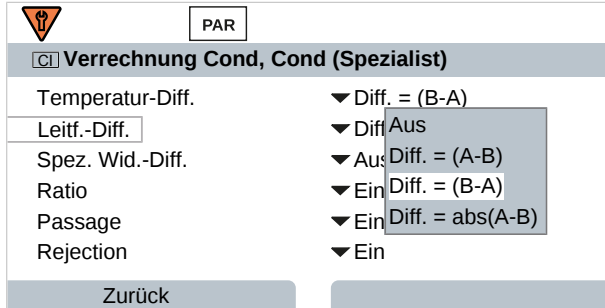 PAR
CI Verrechnung Cond, Cond (Spezialist)
Temperatur-Diff. Diff. = (B-A)
Leitf.-Diff. Diff
Spez. Wid.-Diff. Aus
Ratio Ein
Passage Ein
Rejection Ein
Aus
Diff. = (A-B)
Diff. = (B-A)
Diff. = abs(A-B)
Zurück